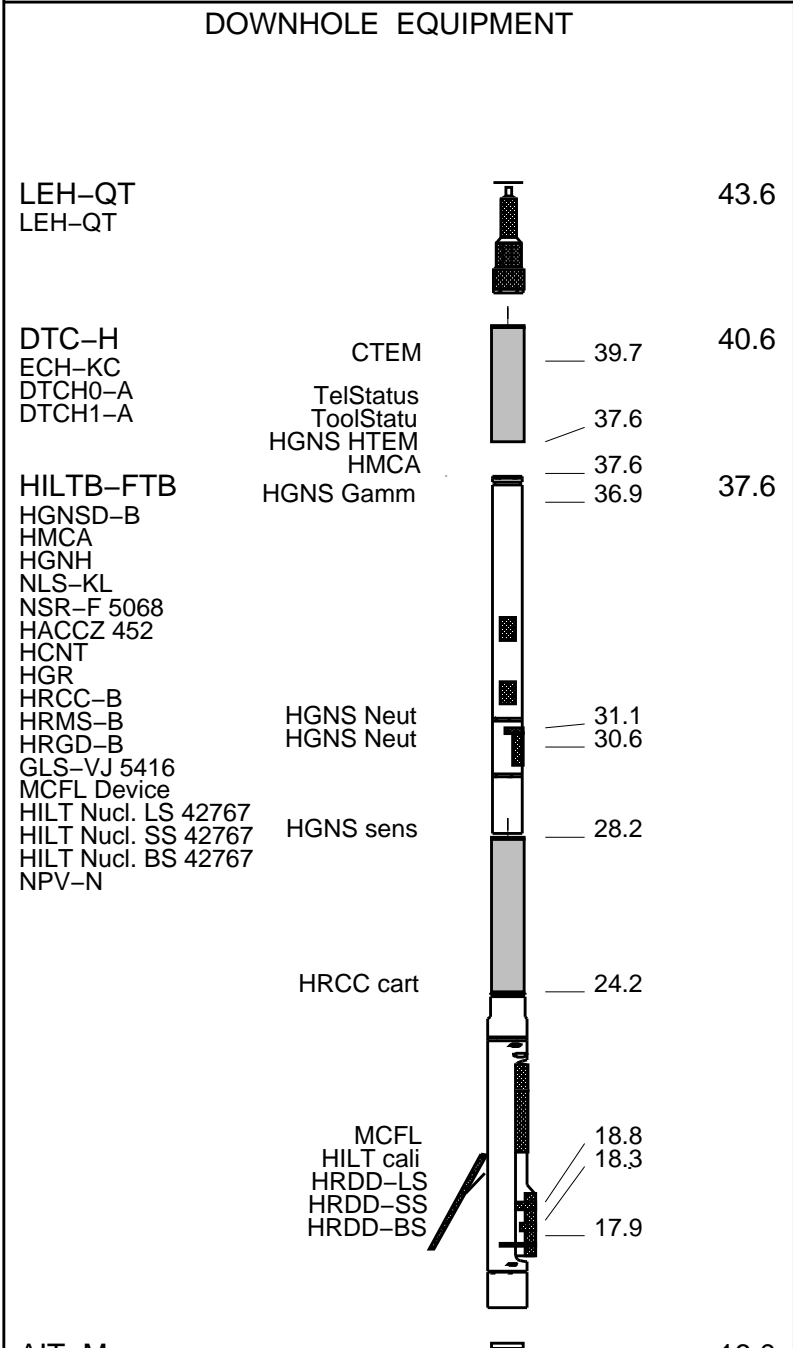 DOWNHOLE EQUIPMENT
LEH−QT 43.6
LEH−QT
DTC−H 40.6
ECH−KC
DTCH0−A
DTCH1−A
CTEM 39.7
TelStatus
ToolStatu 37.6
HGNS HTEM
HMCA 37.6
HILTB−FTB 37.6
HGNS Gamm 36.9
HGNSD−B
HMCA
HGNH
NLS−KL
NSR−F 5068
HACCZ 452
HCNT
HGR
HRCC−B
HRMS−B
HRGD−B
GLS−VJ 5416
MCFL Device
HILT Nucl. LS 42767
HILT Nucl. SS 42767
HILT Nucl. BS 42767
NPV−N
HGNS Neut 31.1
HGNS Neut 30.6
HGNS sens 28.2
HRCC cart 24.2
MCFL 18.8
HILT cali 18.3
HRDD−LS
HRDD−SS
HRDD−BS 17.9